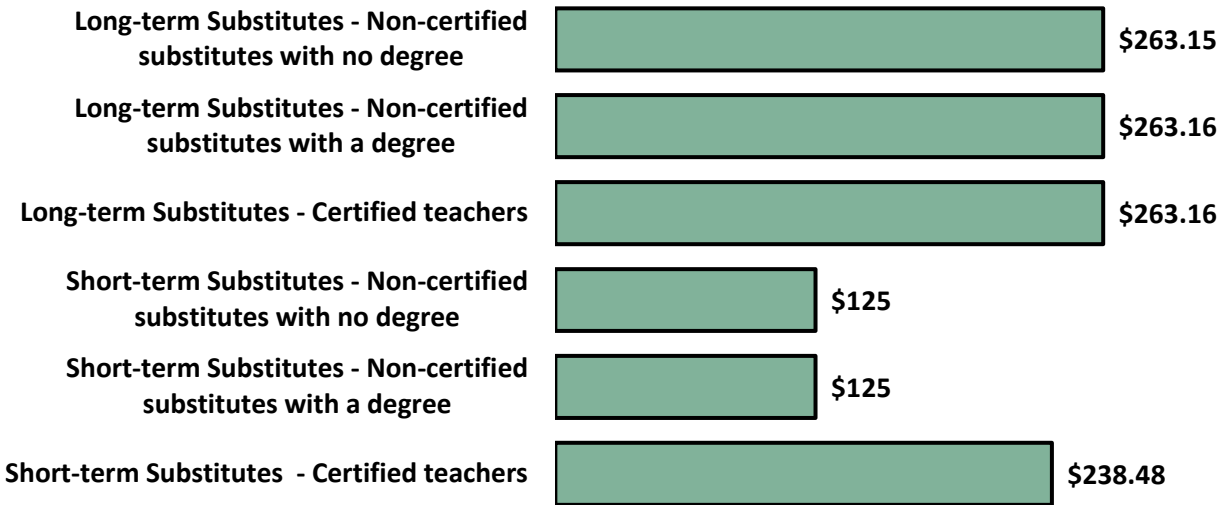 Long-term Substitutes - Non-certified
substitutes with no degree
$263.15
Long-term Substitutes - Non-certified
substitutes with a degree
$263.16
Long-term Substitutes - Certified teachers
$263.16
Short-term Substitutes - Non-certified
substitutes with no degree
$125
Short-term Substitutes - Non-certified
substitutes with a degree
$125
Short-term Substitutes - Certified teachers
$238.48